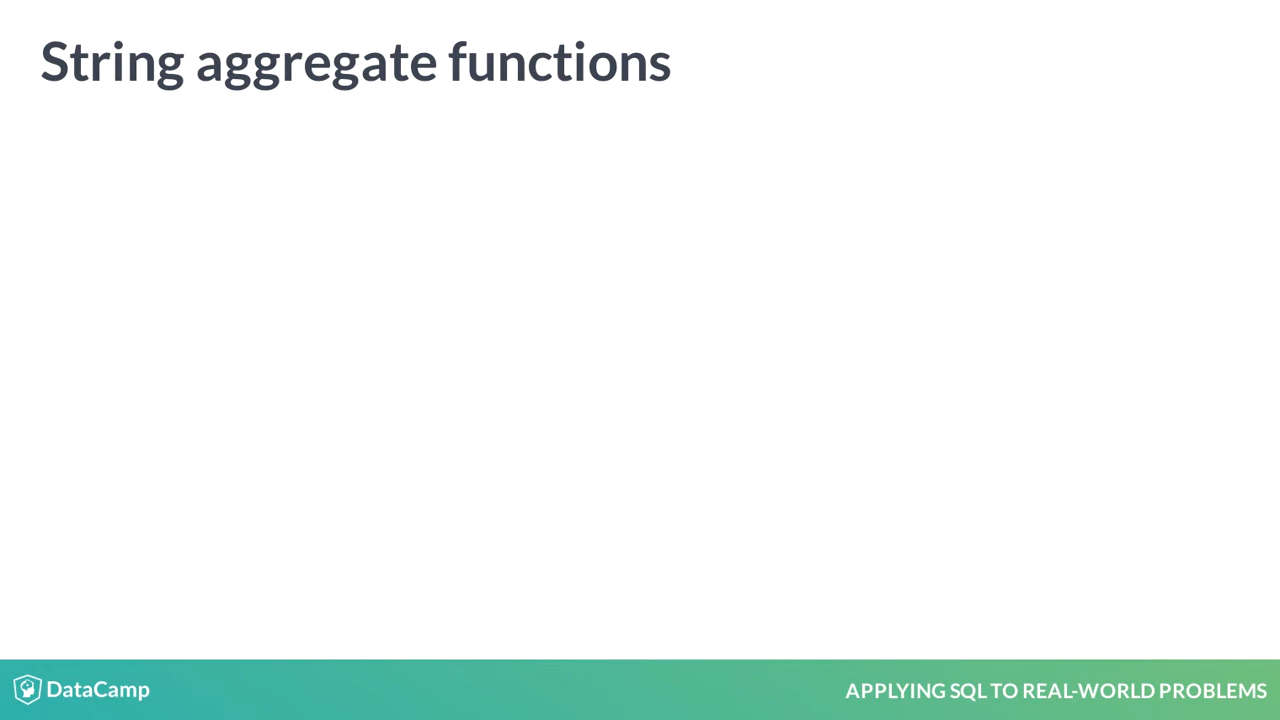 String aggregate functions
DataCamp
APPLYING SQL TO REAL-WORLD PROBLEMS